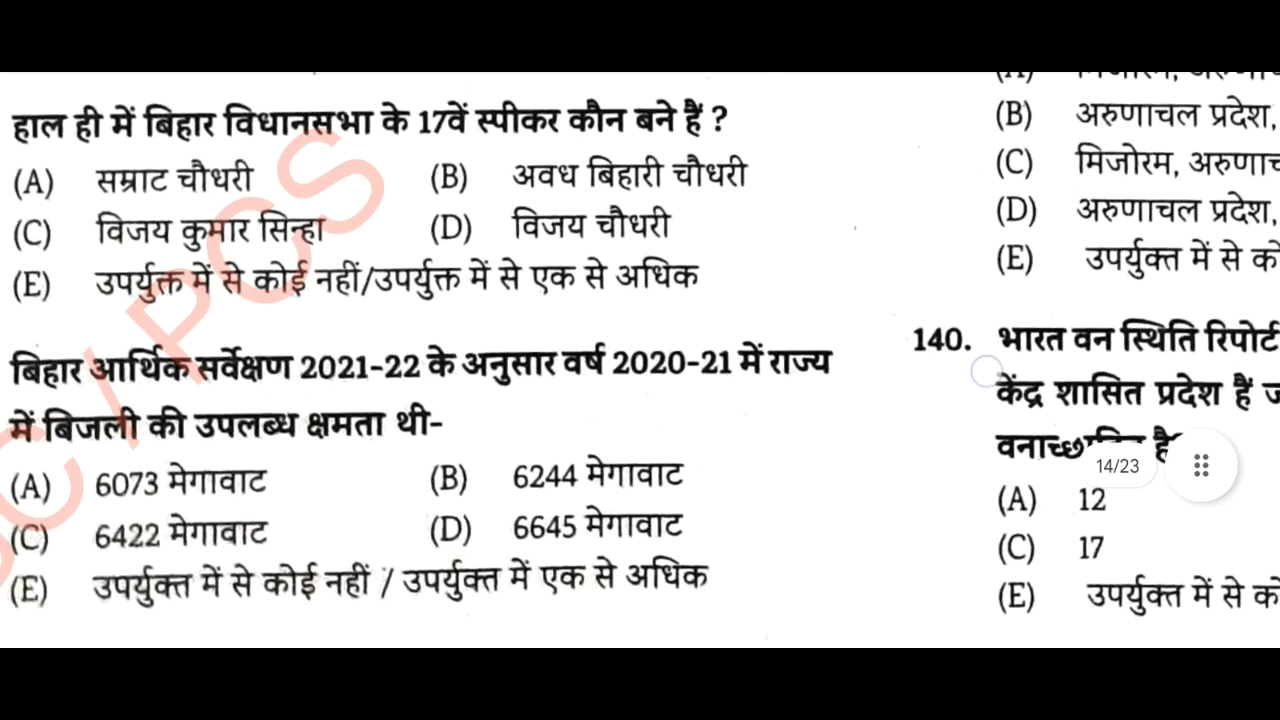 हाल ही में बिहार विधानसभा के 17वें स्पीकर कौन बने हैं ?
(A) सम्राट चौधरी (B) अवध बिहारी चौधरी
(C) विजय कुमार सिन्हा (D) विजय चौधरी
(E) उपर्युक्त में से कोई नहीं/उपर्युक्त में से एक से अधिक
बिहार आर्थिक सर्वेक्षण 2021-22 के अनुसार वर्ष 2020-21 में राज्य
में बिजली की उपलब्ध क्षमता थी-
(A) 6073 मेगावाट (B) 6244 मेगावाट
(C) 6422 मेगावाट (D) 6645 मेगावाट
(E) उपर्युक्त में से कोई नहीं / उपर्युक्त में एक से अधिक
(B) अरुणाचल प्रदेश,
(C) मिजोरम,
(D) अरुणाचल प्रदेश,
(E) उपर्युक्त में से
140. भारत वन स्थिति रिपोर्ट
केंद्र शासित प्रदेश हैं
है
(A) 12
(C) 17
(E) उपर्युक्त में से
14/23
C / PCS